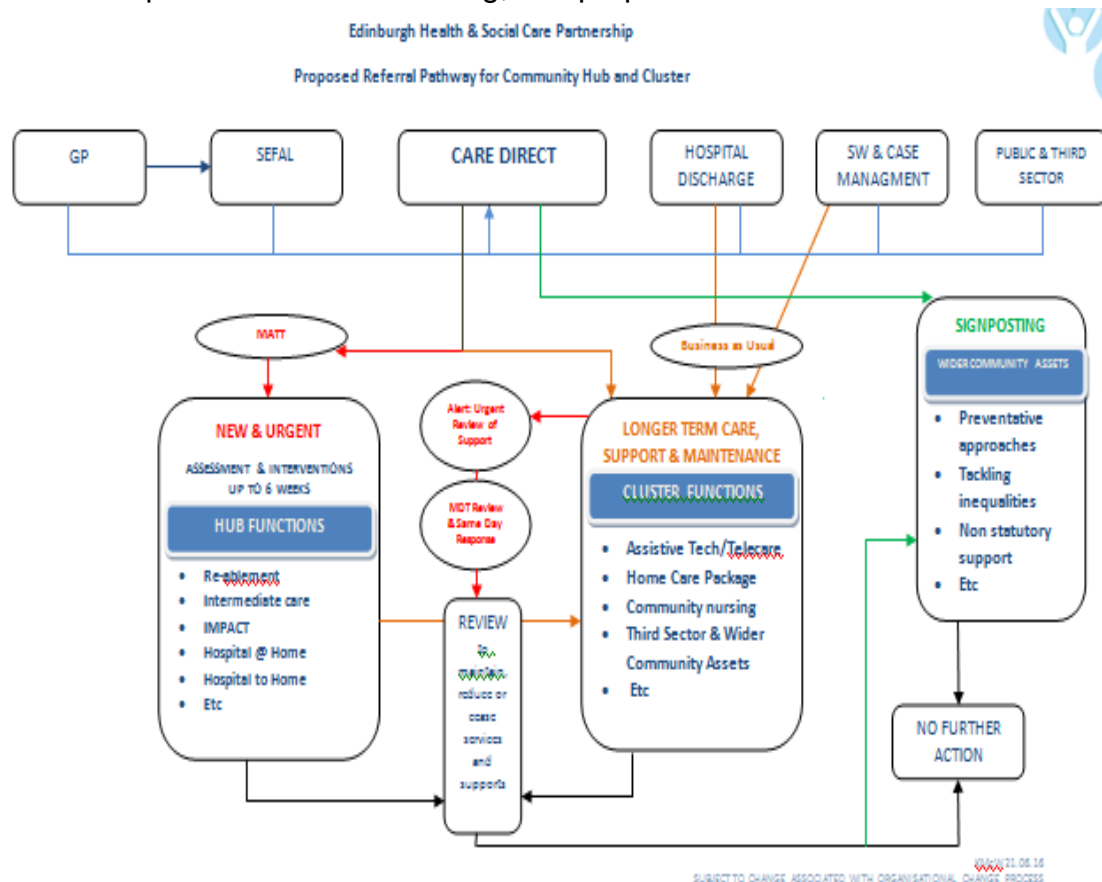 Edinburgh Health & Social Care Partnership
Proposed Referral Pathway for Community Hub and Cluster
GP
SEFAL
CARE DIRECT
HOSPITAL
DISCHARGE
SW & CASE
MANAGMENT
PUBLIC & THIRD
SECTOR
MATT
Business as Usual
SIGNPOSTING
WIDER COMMUNITY ASSETS
• Preventative
approaches
• Tackling
inequalities
• Non statutory
support
• Etc
NEW & URGENT
ASSESSMENT & INTERVENTIONS
UP TO 6 WEEKS
HUB FUNCTIONS
• Re-ablement
• Intermediate care
• IMPACT
• Hospital @ Home
• Hospital to Home
• Etc
Alert: Urgent
Review of
Support
MDT Review
& Same Day
Response
REVIEW
to
maintain,
reduce or
cease
services
and
supports
LONGER TERM CARE,
SUPPORT & MAINTENANCE
CLUSTER FUNCTIONS
• Assistive Tech/Telecare
• Home Care Package
• Community nursing
• Third Sector & Wider
Community Assets
• Etc
NO FURTHER
ACTION
KMcW 21.06.16
SUBJECT TO CHANGE ASSOCIATED WITH ORGANISATIONAL CHANGE PROCESS